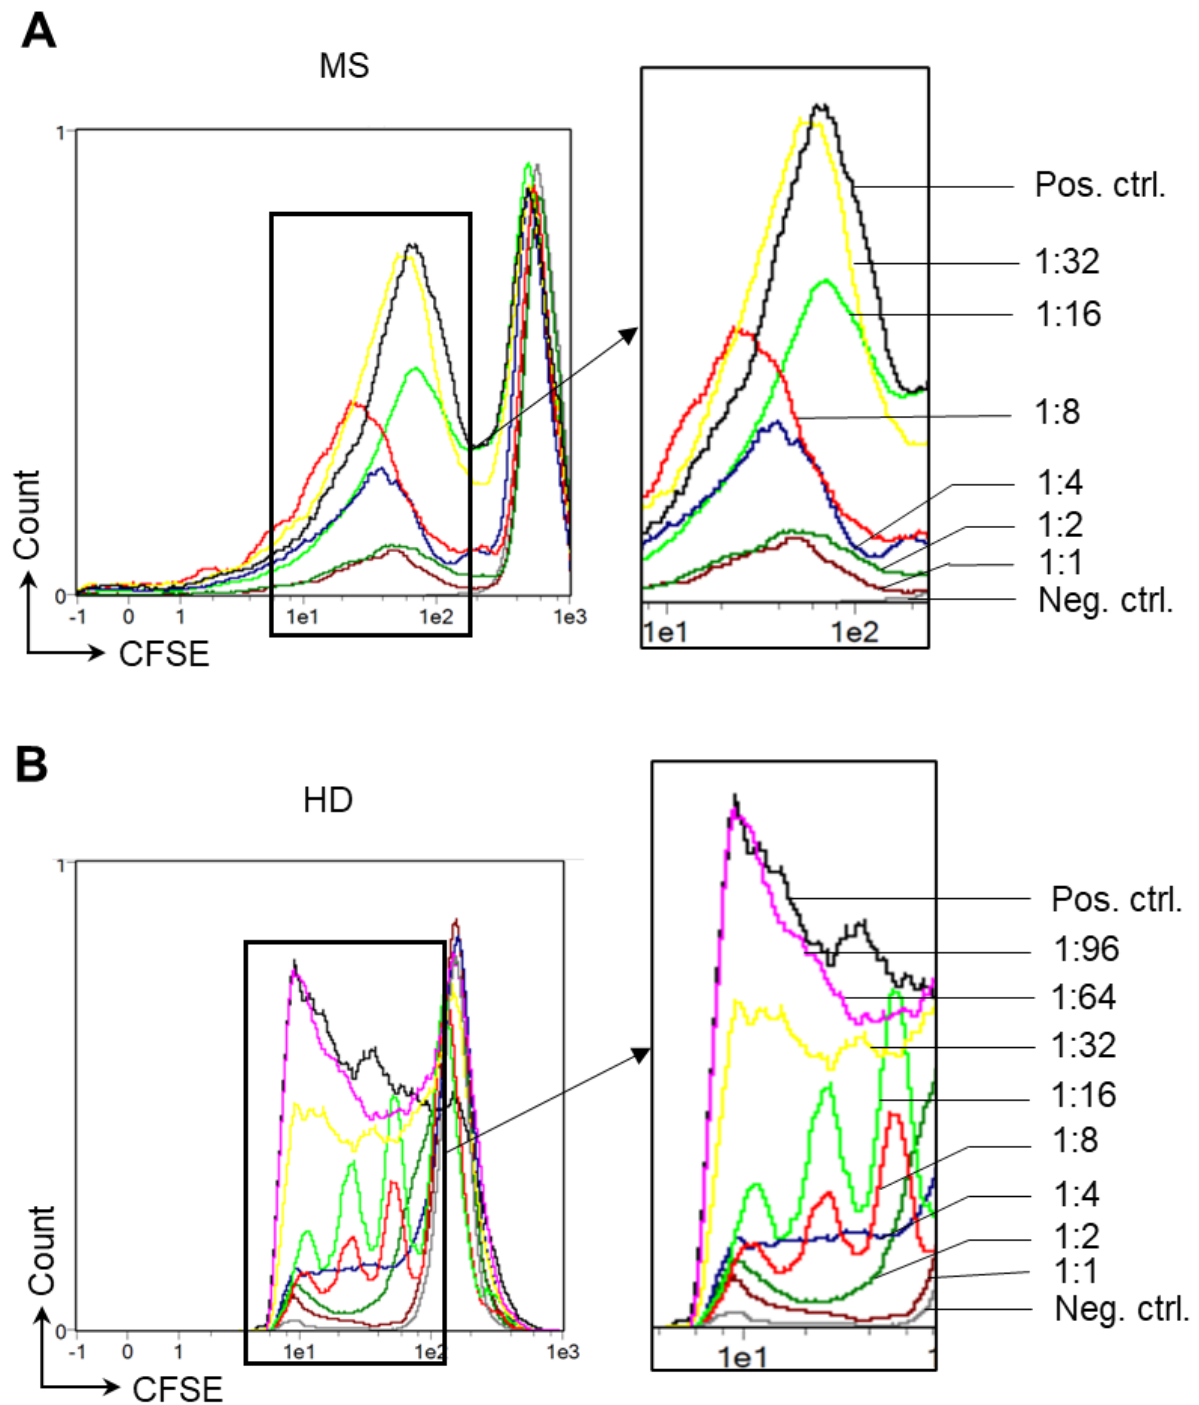 A
MS
1
Count
0
-1 0 1 1e1 1e2 1e3
CFSE
Pos. ctrl.
1:32
1:16
1:8
1:4
1:2
1:1
Neg. ctrl.
1e1 1e2
B
HD
1
Count
0
-1 0 1 1e1 1e2 1e3
CFSE
Pos. ctrl.
1:96
1:64
1:32
1:16
1:8
1:4
1:2
1:1
Neg. ctrl.
1e1 1